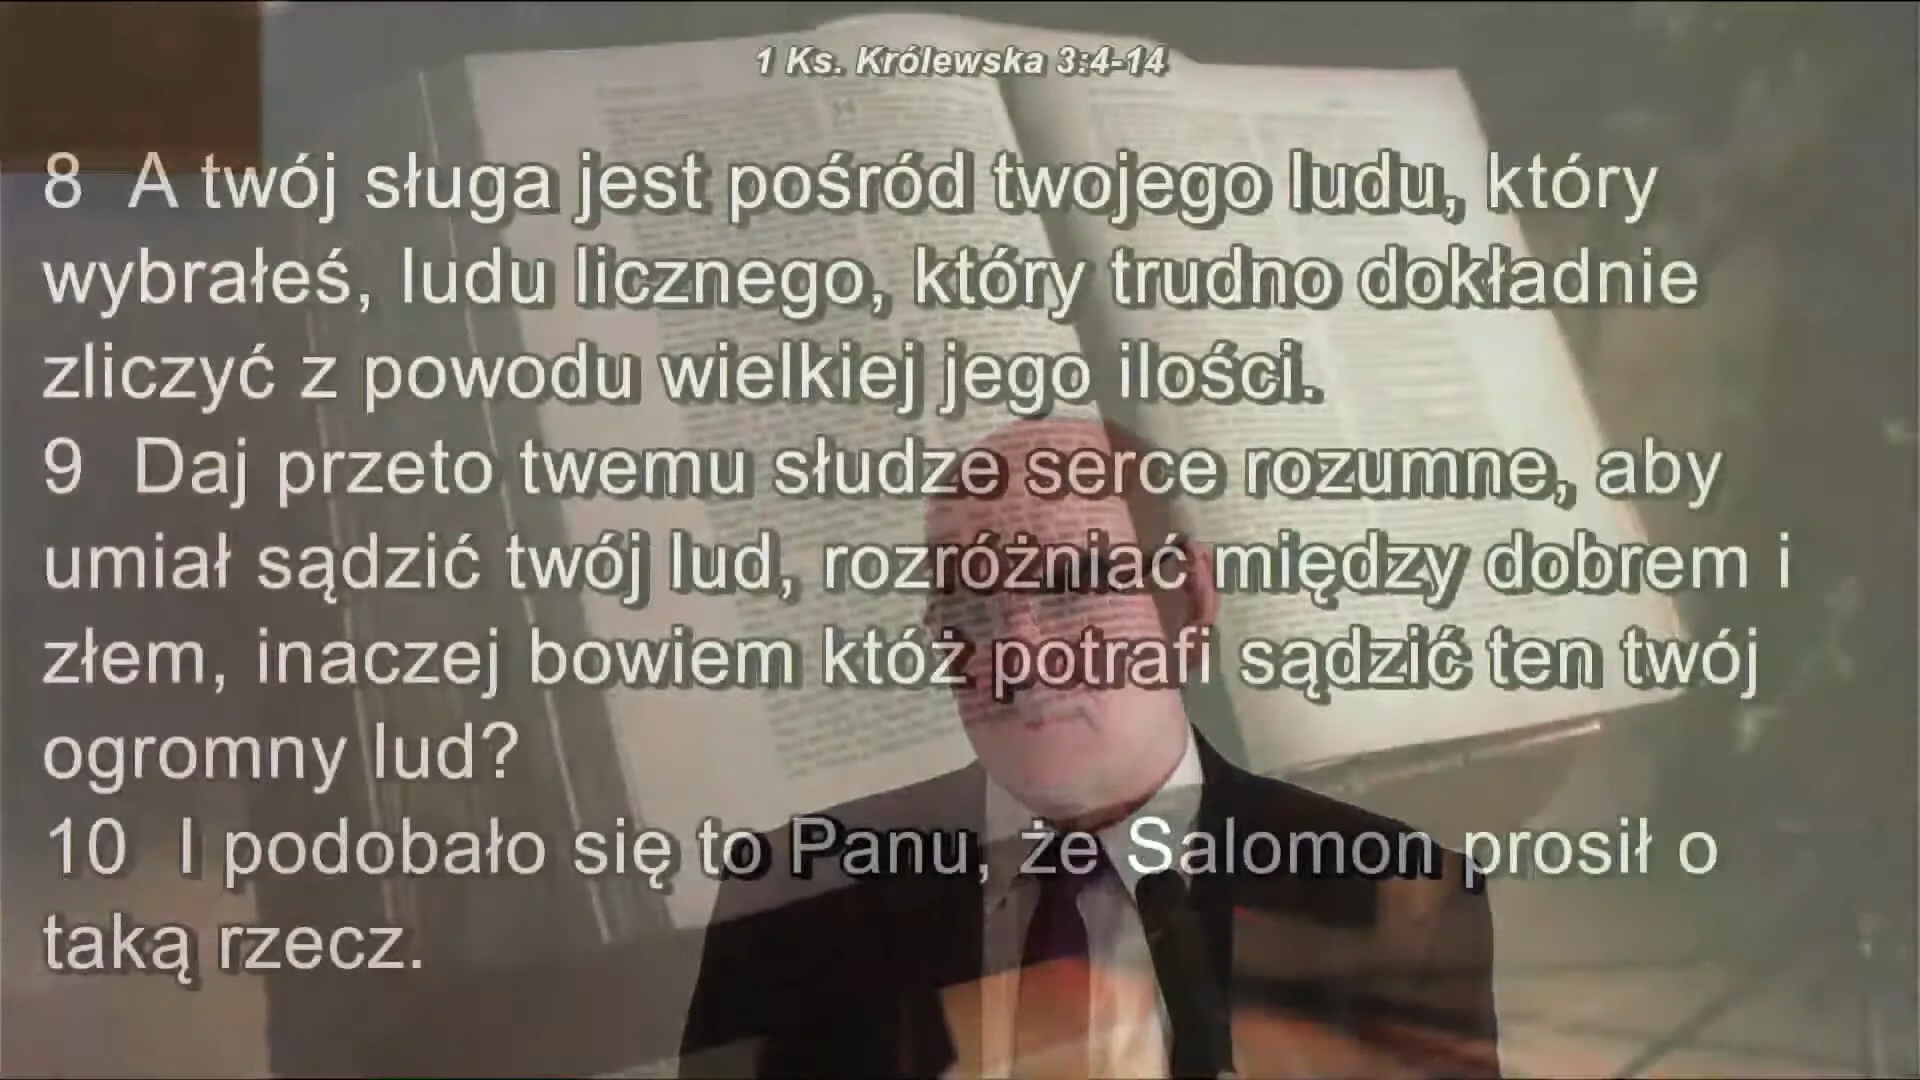 1 Ks. Królewska 3:4-14
8 A twój sługa jest pośród twojego ludu, który
wybrałeś, ludu licznego, który trudno dokładnie
zliczyć z powodu wielkiej jego ilości.
9 Daj przeto twemu słudze serce rozumne, aby
umiał sądzić twój lud, rozróżniać między dobrem i
złem, inaczej bowiem któż potrafi sądzić ten twój
ogromny lud?
10 I podobało się to Panu, że Salomon prosił o
taką rzecz.